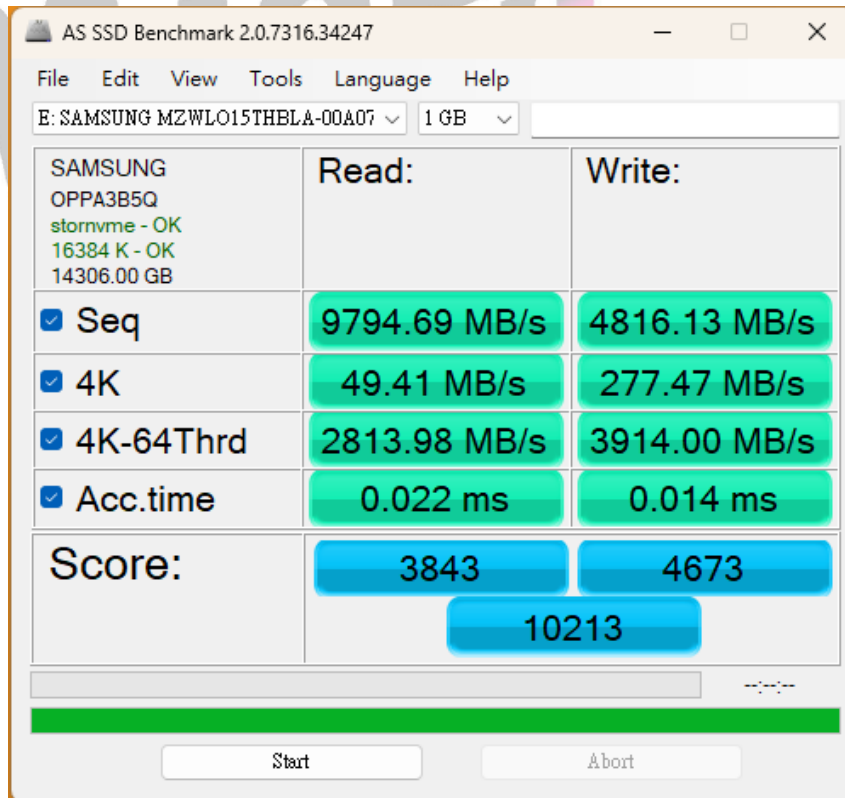 AS SSD Benchmark 2.0.7316.34247
File Edit View Tools Language Help
E: SAMSUNG MZWLO15THBLA-00A07 1 GB
SAMSUNG
OPPA3B5Q
stornvme - OK
16384 K - OK
14306.00 GB
Read: Write:
Seq 9794.69 MB/s 4816.13 MB/s
4K 49.41 MB/s 277.47 MB/s
4K-64Thrd 2813.98 MB/s 3914.00 MB/s
Acc.time 0.022 ms 0.014 ms
Score: 3843 4673
10213
--:--:--
Start Abort